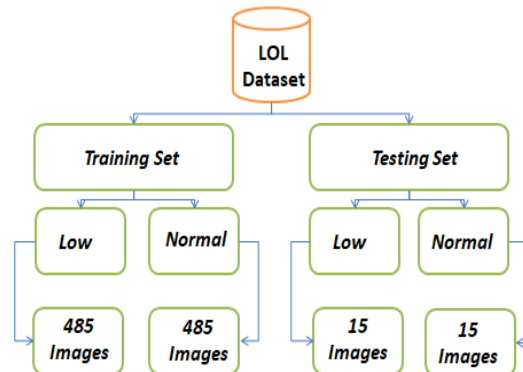 LOL
Dataset
Training Set
Testing Set
Low
Normal
Low
Normal
485
Images
485
Images
15
Images
15
Images